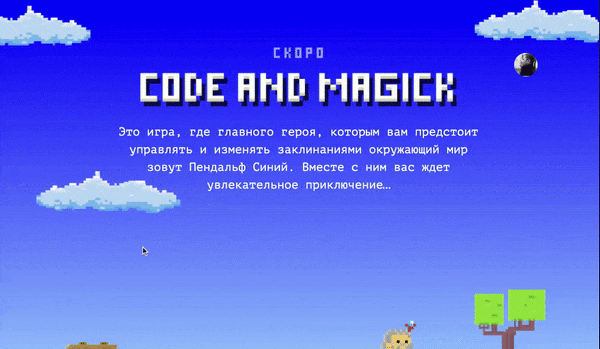 СКОРО
CODE AND MAGICK
Это игра, где главного героя, которым вам предстоит
управлять и изменять заклинаниями окружающий мир
зовут Пендальф Синий. Вместе с ним вас ждет
увлекательное приключение…